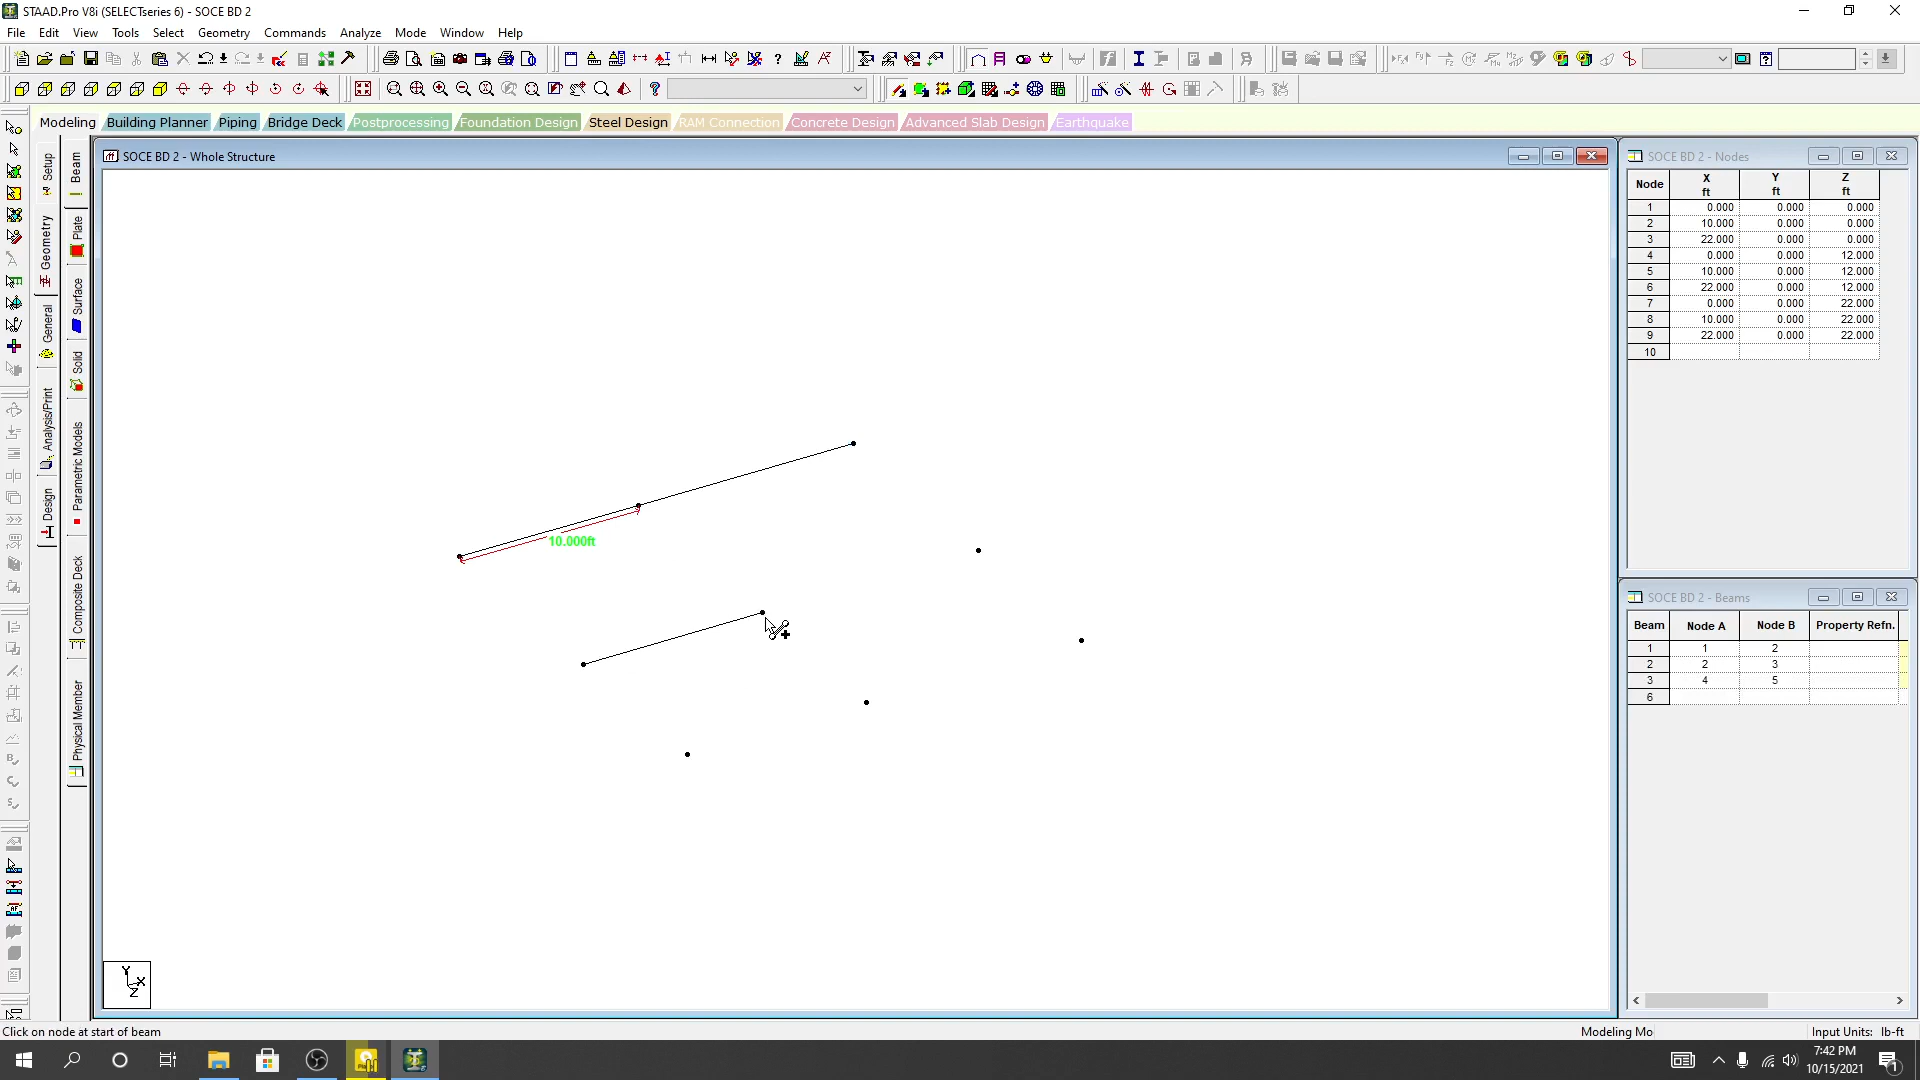 STAAD.Pro V8i (SELECTseries 6) - SOCE BD 2
File Edit View Tools Select Geometry Commands Analyze Mode Window Help
Modeling Building Planner Piping Bridge Deck Postprocessing Foundation Design Steel Design RAM Connection Concrete Design Advanced Slab Design Earthquake
Setup
Geometry
General
Analysis/Print
Design
Beam
Plate
Surface
Solid
Parametric Models
Composite Deck
Physical Member
SOCE BD 2 - Whole Structure
10.000ft
Y
X
Z
SOCE BD 2 - Nodes
Node X ft Y ft Z ft
1 0.000 0.000 0.000
2 10.000 0.000 0.000
3 22.000 0.000 0.000
4 0.000 0.000 12.000
5 10.000 0.000 12.000
6 22.000 0.000 12.000
7 0.000 0.000 22.000
8 10.000 0.000 22.000
9 22.000 0.000 22.000
10
SOCE BD 2 - Beams
Beam Node A Node B Property Refn.
1 1 2
2 2 3
3 4 5
6
Click on node at start of beam
Modeling Mo
Input Units: lb-ft
7:42 PM
10/15/2021
1